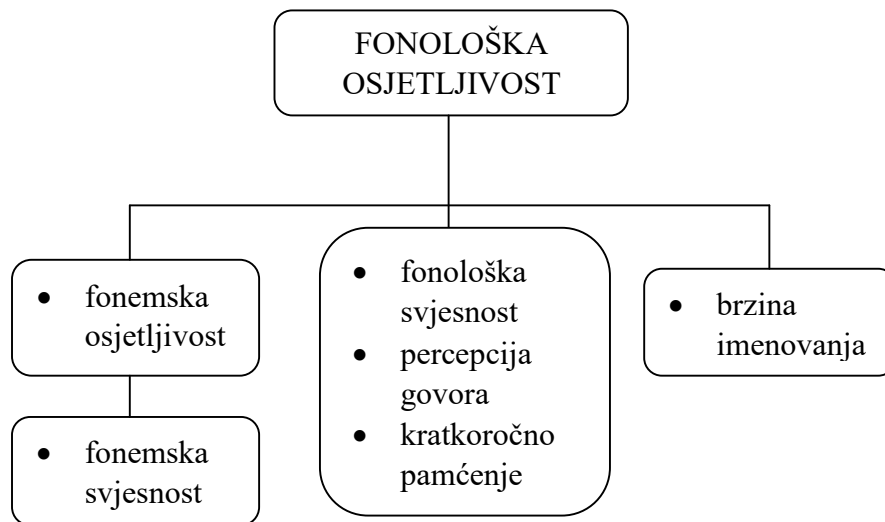 FONOLOŠKA
OSJETLJIVOST
• fonemska
osjetljivost
• fonemska
svjesnost
• fonološka
svjesnost
• percepcija
govora
• kratkoročno
pamćenje
• brzina
imenovanja